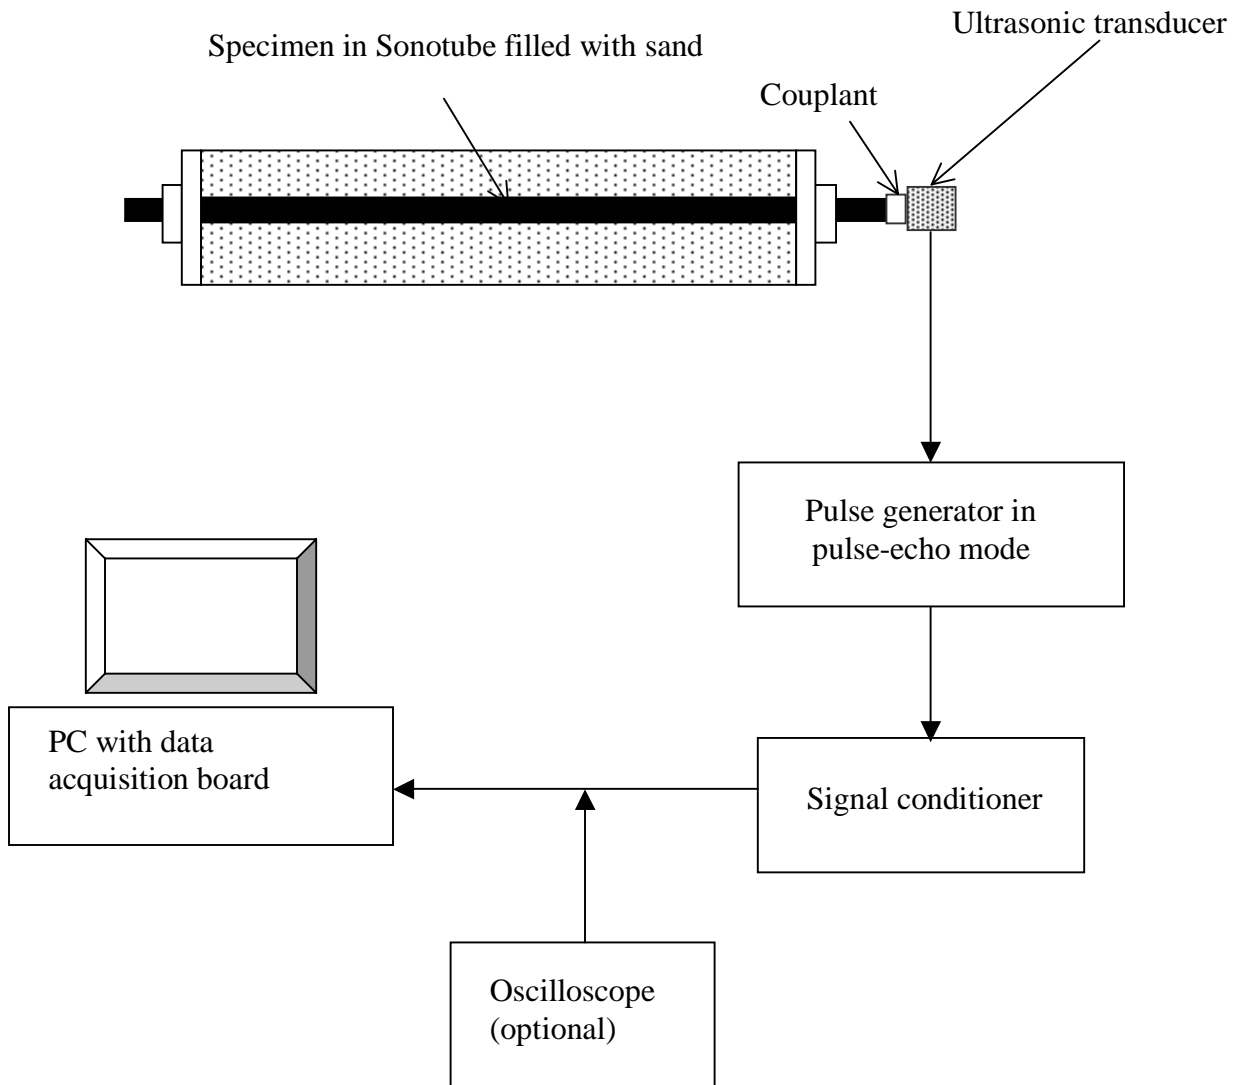 Ultrasonic transducer
Specimen in Sonotube filled with sand
Couplant
Pulse generator in
pulse-echo mode
PC with data
acquisition board
Signal conditioner
Oscilloscope
(optional)